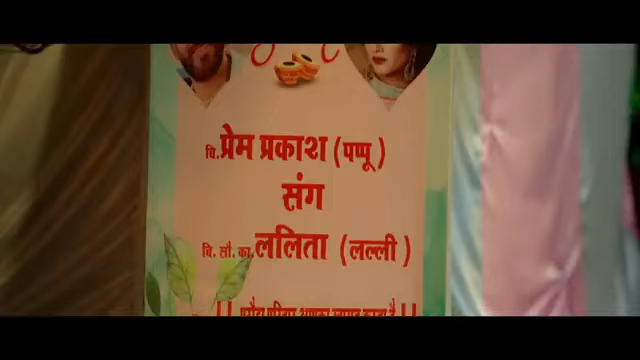 चि. प्रेम प्रकाश (पप्पू)
संग
चि. सौ. का. ललिता (लल्ली)